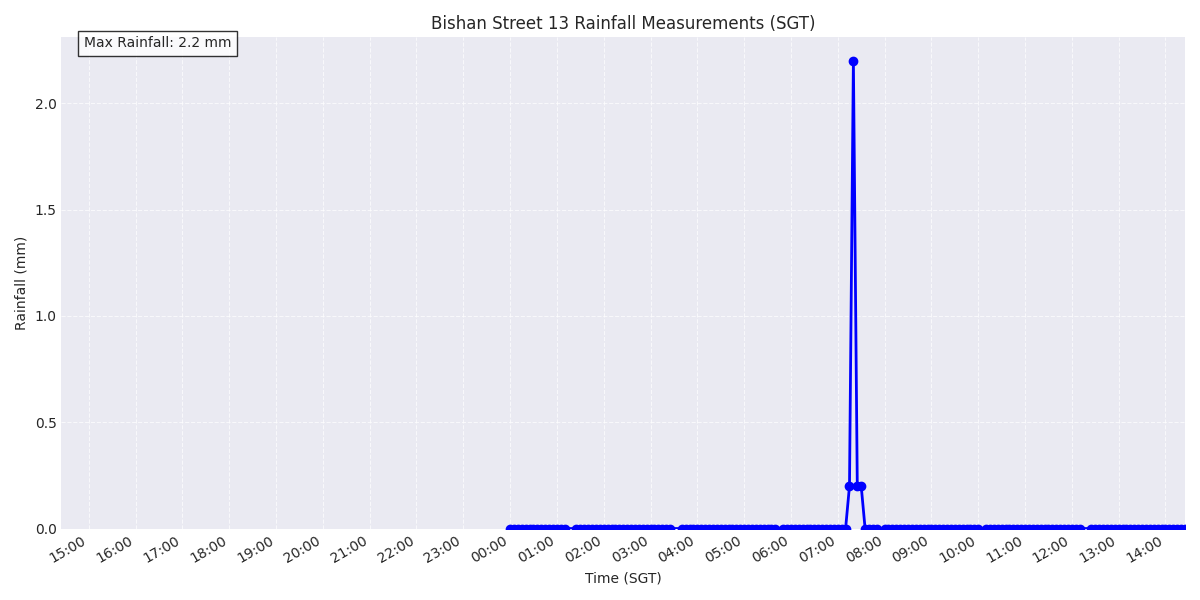 Bishan Street 13 Rainfall Measurements (SGT)
Max Rainfall: 2.2 mm
Rainfall (mm)
2.0
1.5
1.0
0.5
0.0
15:00 16:00 17:00 18:00 19:00 20:00 21:00 22:00 23:00 00:00 01:00 02:00 03:00 04:00 05:00 06:00 07:00 08:00 09:00 10:00 11:00 12:00 13:00 14:00
Time (SGT)